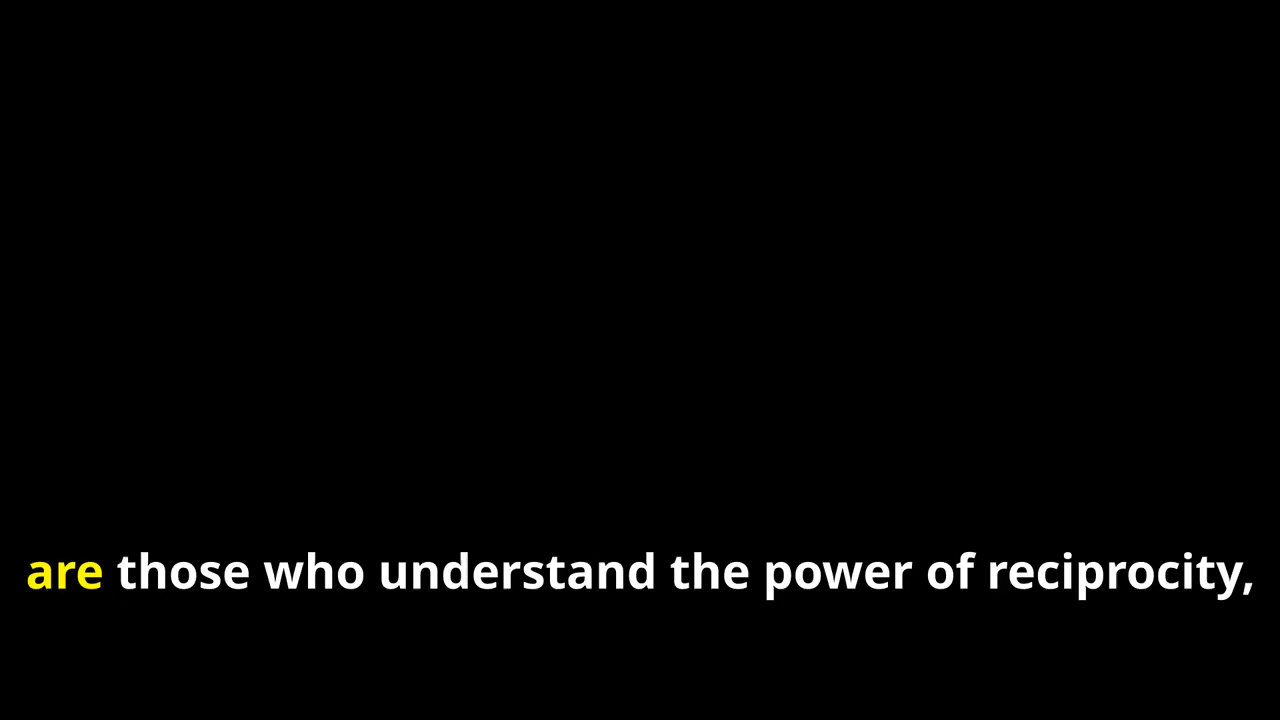 are those who understand the power of reciprocity,